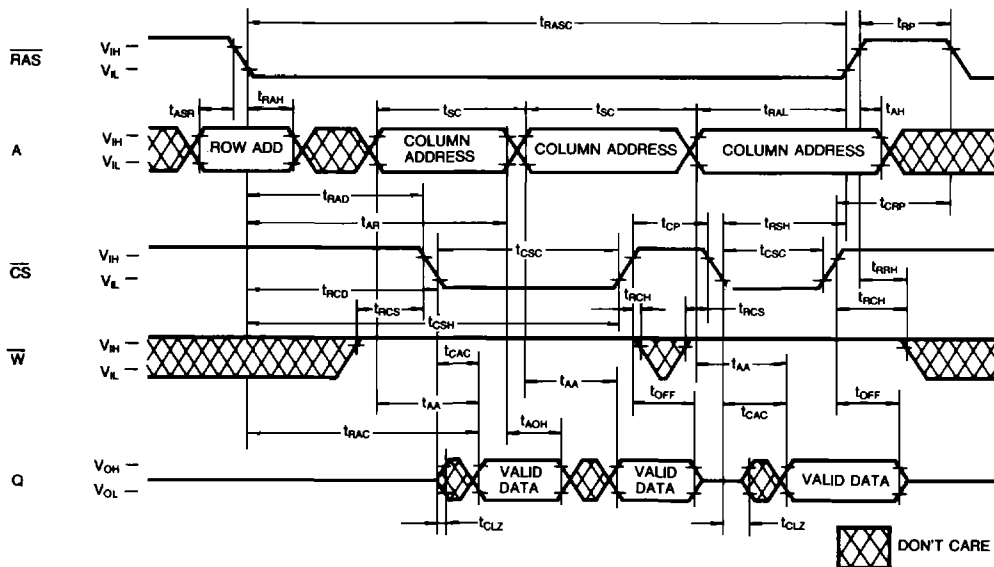 tRASC
tRP
RAS
VIH
VIL
tASR
tRAH
tSC
tSC
tRAL
tAH
A
VIH
VIL
ROW ADD
COLUMN
ADDRESS
COLUMN ADDRESS
COLUMN ADDRESS
tRAD
tCRP
tAR
tCP
tRSH
CS
VIH
VIL
tCSC
tCSC
tRCD
tRRH
tRCS
tRCH
tRCS
tRCH
tCSH
W
VIH
VIL
tCAC
tAA
tAA
tAA
tOFF
tCAC
tOFF
tRAC
tAOH
Q
VOH
VOL
VALID
DATA
VALID
DATA
VALID DATA
tCLZ
tCLZ
DON'T CARE